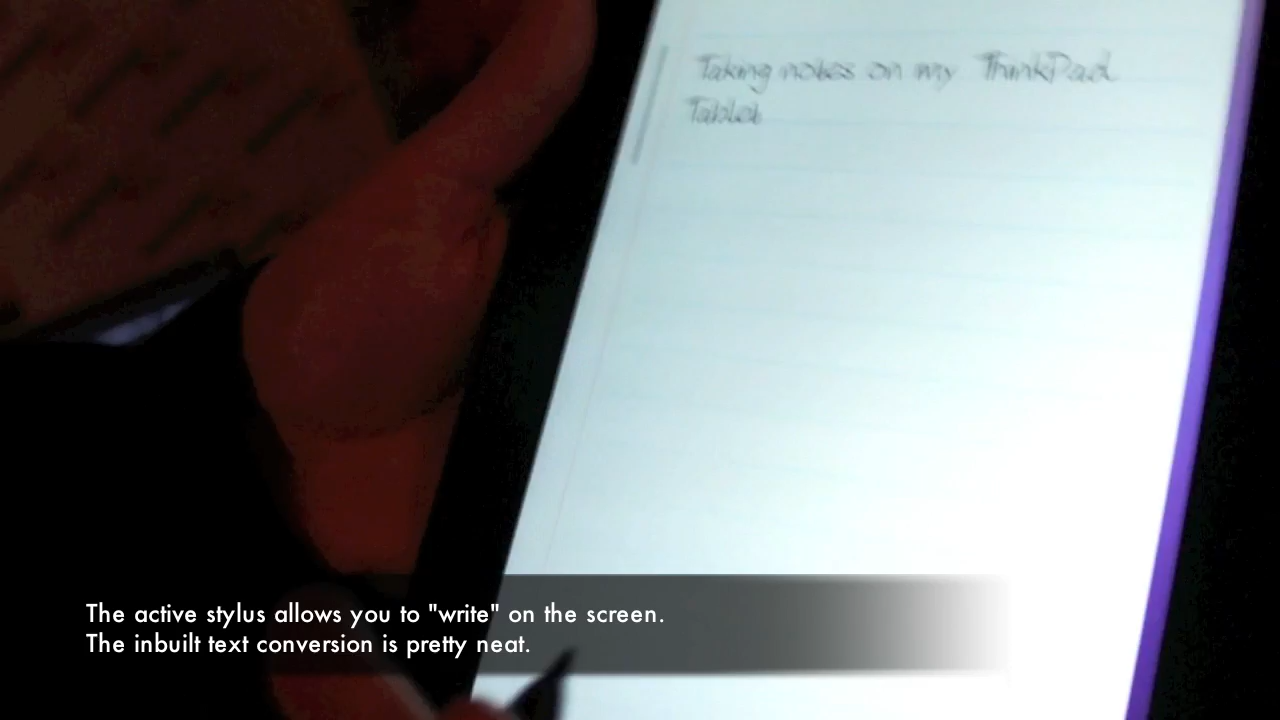 Taking notes on my ThinkPad
Tablet
The active stylus allows you to "write" on the screen.
The inbuilt text conversion is pretty neat.